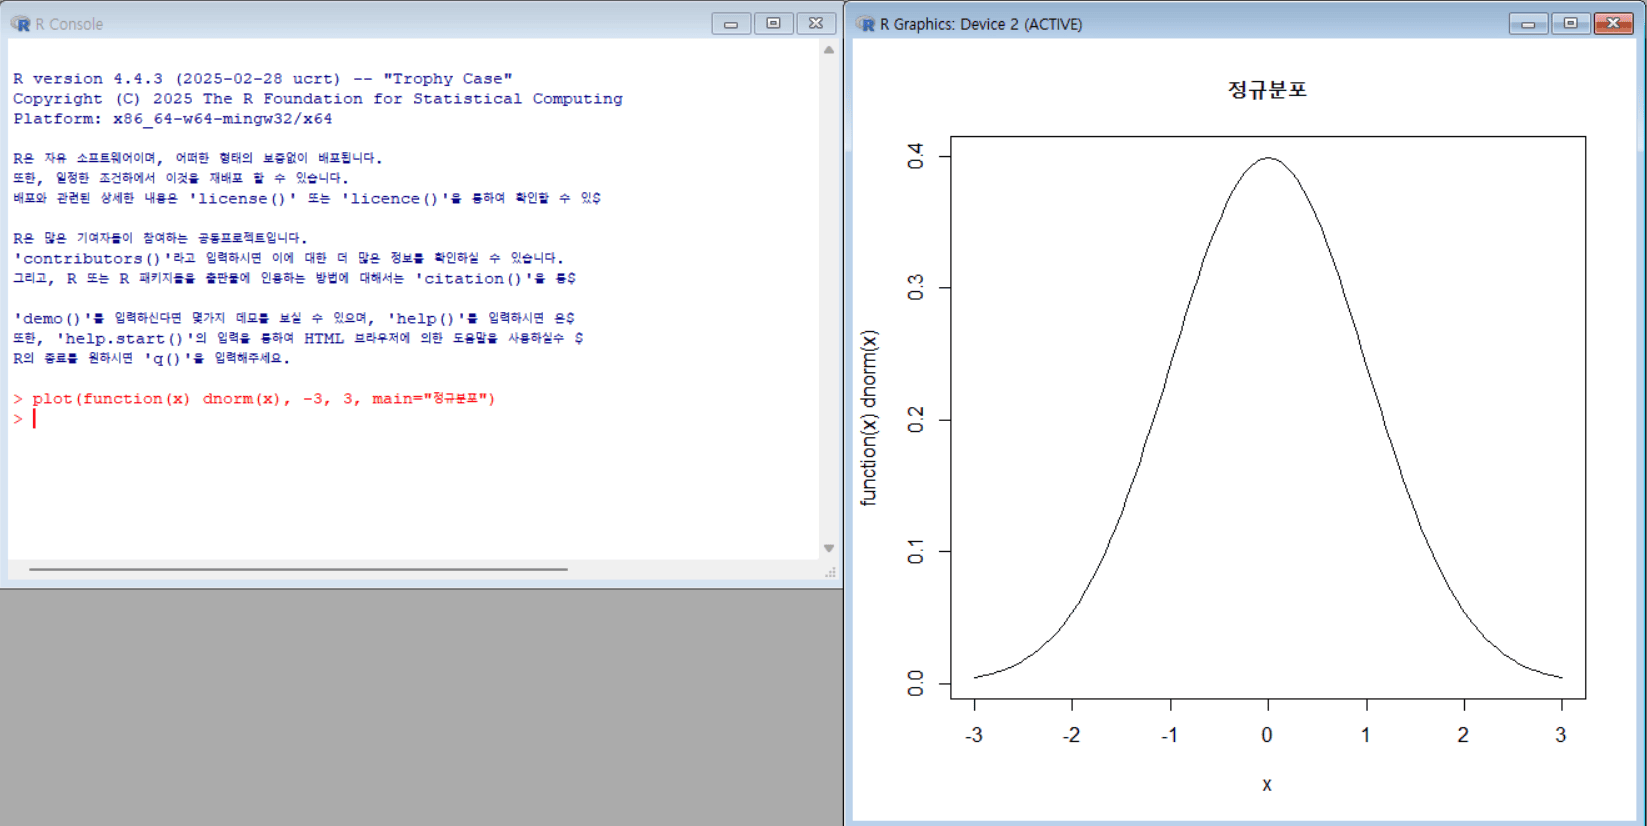 R Console
R version 4.4.3 (2025-02-28 ucrt) -- "Trophy Case"
Copyright (C) 2025 The R Foundation for Statistical Computing
Platform: x86_64-w64-mingw32/x64
R은 자유 소프트웨어이며, 어떠한 형태의 보증없이 배포됩니다.
또한, 일정한 조건하에서 이것을 재배포 할 수 있습니다.
배포와 관련된 상세한 내용은 'license()' 또는 'licence()'을 통하여 확인할 수 있$
R은 많은 기여자들이 참여하는 공동프로젝트입니다.
'contributors()'라고 입력하시면 이에 대한 더 많은 정보를 확인하실 수 있습니다.
그리고, R 또는 R 패키지들을 출판물에 인용하는 방법에 대해서는 'citation()'을 통$
'demo()'를 입력하신다면 몇가지 데모를 보실 수 있으며, 'help()'를 입력하시면 온$
또한, 'help.start()'의 입력을 통하여 HTML 브라우저에 의한 도움말을 사용하실수 $
R의 종료를 원하시면 'q()'을 입력해주세요.
> plot(function(x) dnorm(x), -3, 3, main="정규분포")
>
R Graphics: Device 2 (ACTIVE)
정규분포
function(x) dnorm(x)
0.4
0.3
0.2
0.1
0.0
-3 -2 -1 0 1 2 3
x